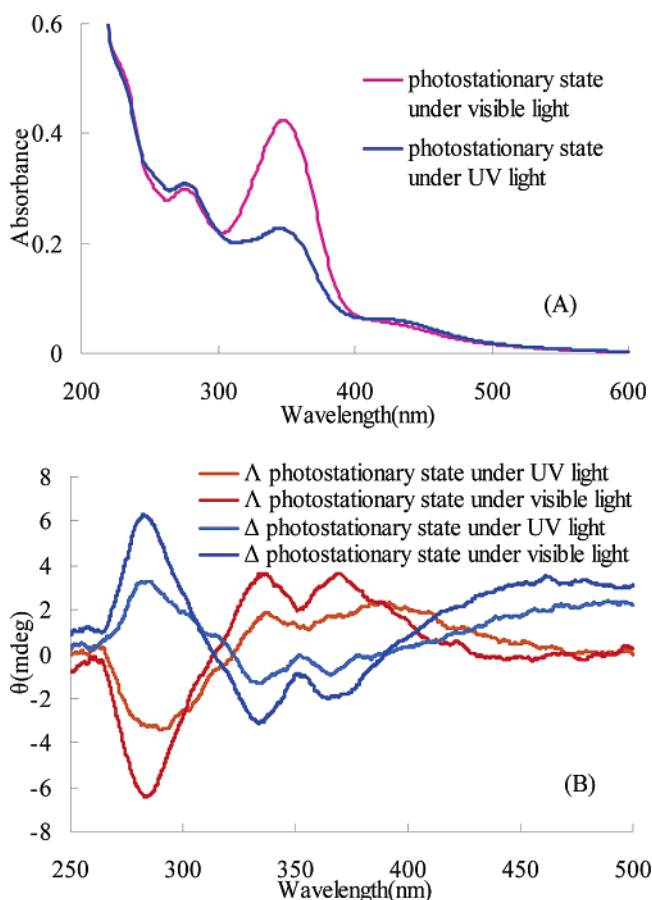 0.6
0.4
0.2
0
Absorbance
photostationary state
under visible light
photostationary state
under UV light
(A)
200 300 400 500 600
Wavelength(nm)
8
6
4
2
0
-2
-4
-6
-8
θ(mdeg)
Λ photostationary state under UV light
Λ photostationary state under visible light
Δ photostationary state under UV light
Δ photostationary state under visible light
(B)
250 300 350 400 450 500
Wavelength(nm)